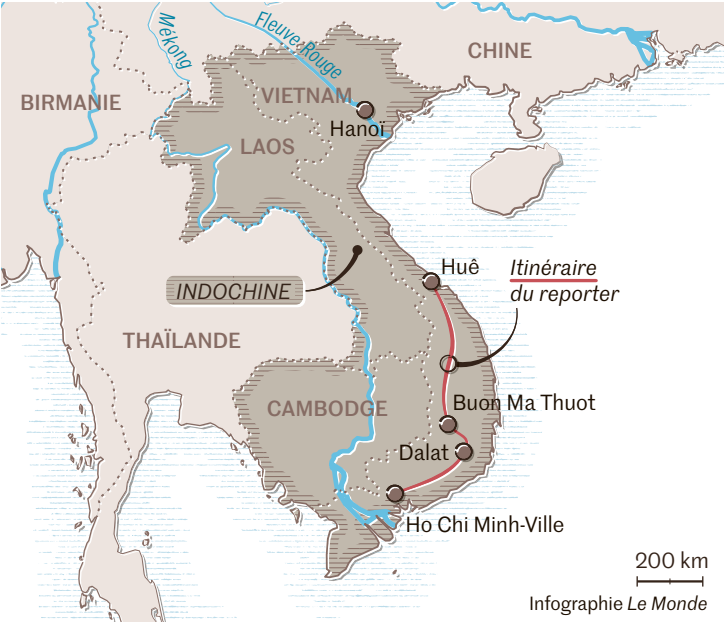 Mékong
Fleuve Rouge
CHINE
BIRMANIE
VIETNAM
Hanoï
LAOS
Huê
Itinéraire
du reporter
INDOCHINE
THAÏLANDE
CAMBODGE
Buon Ma Thuot
Dalat
Ho Chi Minh-Ville
200 km
Infographie Le Monde